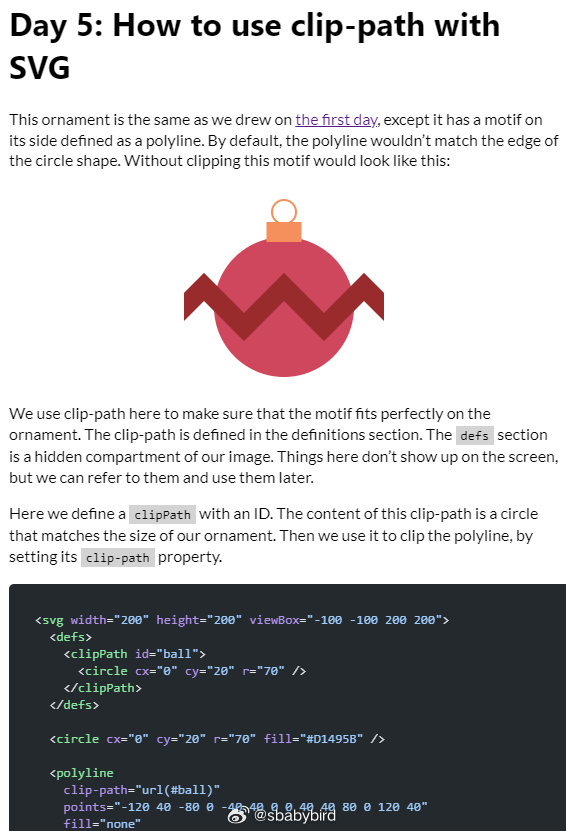 Day 5: How to use clip-path with
SVG
This ornament is the same as we drew on the first day, except it has a motif on
its side defined as a polyline. By default, the polyline wouldn’t match the edge of
the circle shape. Without clipping this motif would look like this:
We use clip-path here to make sure that the motif fits perfectly on the
ornament. The clip-path is defined in the definitions section. The defs section
is a hidden compartment of our image. Things here don’t show up on the screen,
but we can refer to them and use them later.
Here we define a clipPath with an ID. The content of this clip-path is a circle
that matches the size of our ornament. Then we use it to clip the polyline, by
setting its clip-path property.
<svg width="200" height="200" viewBox="-100 -100 200 200">
<defs>
<clipPath id="ball">
<circle cx="0" cy="20" r="70" />
</clipPath>
</defs>
<circle cx="0" cy="20" r="70" fill="#D1495B" />
<polyline
clip-path="url(#ball)"
points="-120 40 -80 0 -40 40 0 0 40 40 80 0 120 40"
fill="none"
@sbabybird